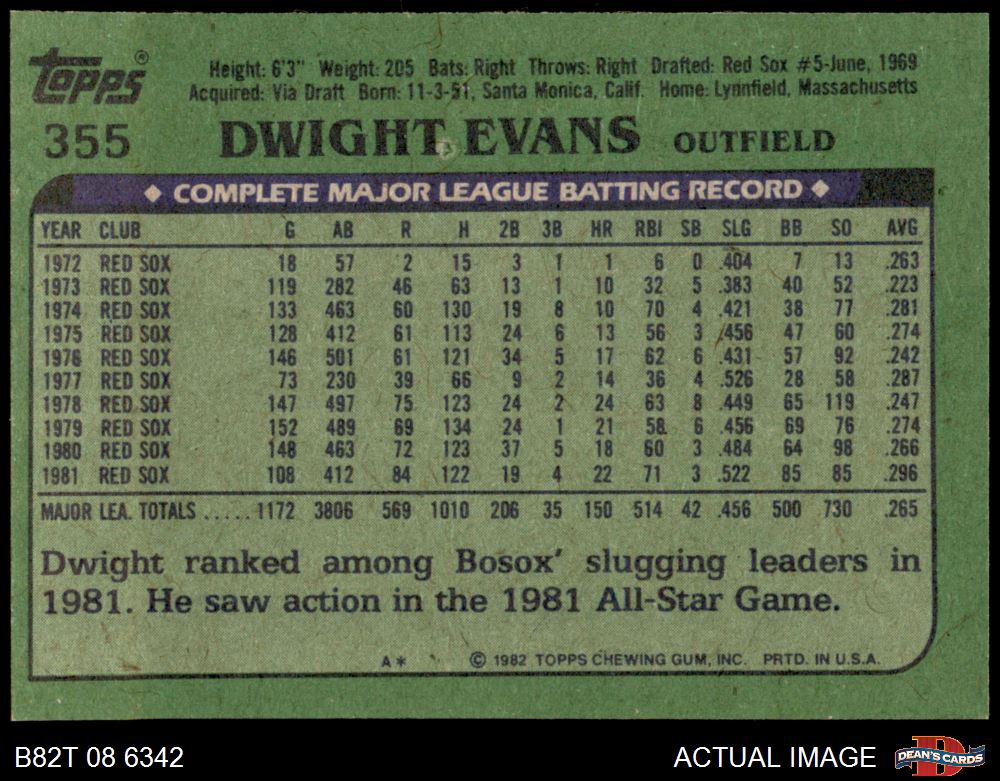 TOPPS®
Height: 6'3" Weight: 205 Bats: Right Throws: Right Drafted: Red Sox #5-June, 1969
Acquired: Via Draft Born: 11-3-51, Santa Monica, Calif. Home: Lynnfield, Massachusetts
355 DWIGHT EVANS OUTFIELD
◆ COMPLETE MAJOR LEAGUE BATTING RECORD ◆
YEAR CLUB G AB R H 2B 3B HR RBI SB SLG BB SO AVG
1972 RED SOX 18 57 2 15 3 1 1 6 0 .404 7 13 .263
1973 RED SOX 119 282 46 63 13 1 10 32 5 .383 40 52 .223
1974 RED SOX 133 463 60 130 19 8 10 70 4 .421 38 77 .281
1975 RED SOX 128 412 61 113 24 6 13 56 3 .456 47 60 .274
1976 RED SOX 146 501 61 121 34 5 17 62 6 .431 57 92 .242
1977 RED SOX 73 230 39 66 9 2 14 36 4 .526 28 58 .287
1978 RED SOX 147 497 75 123 24 2 24 63 8 .449 65 119 .247
1979 RED SOX 152 489 69 134 24 1 21 58 6 .456 69 76 .274
1980 RED SOX 148 463 72 123 37 5 18 60 3 .484 64 98 .266
1981 RED SOX 108 412 84 122 19 4 22 71 3 .522 85 85 .296
MAJOR LEA. TOTALS ..... 1172 3806 569 1010 206 35 150 514 42 .456 500 730 .265
Dwight ranked among Bosox' slugging leaders in
1981. He saw action in the 1981 All-Star Game.
A* © 1982 TOPPS CHEWING GUM, INC. PRTD. IN U.S.A.
B82T 08 6342 ACTUAL IMAGE DEAN'S CARDS